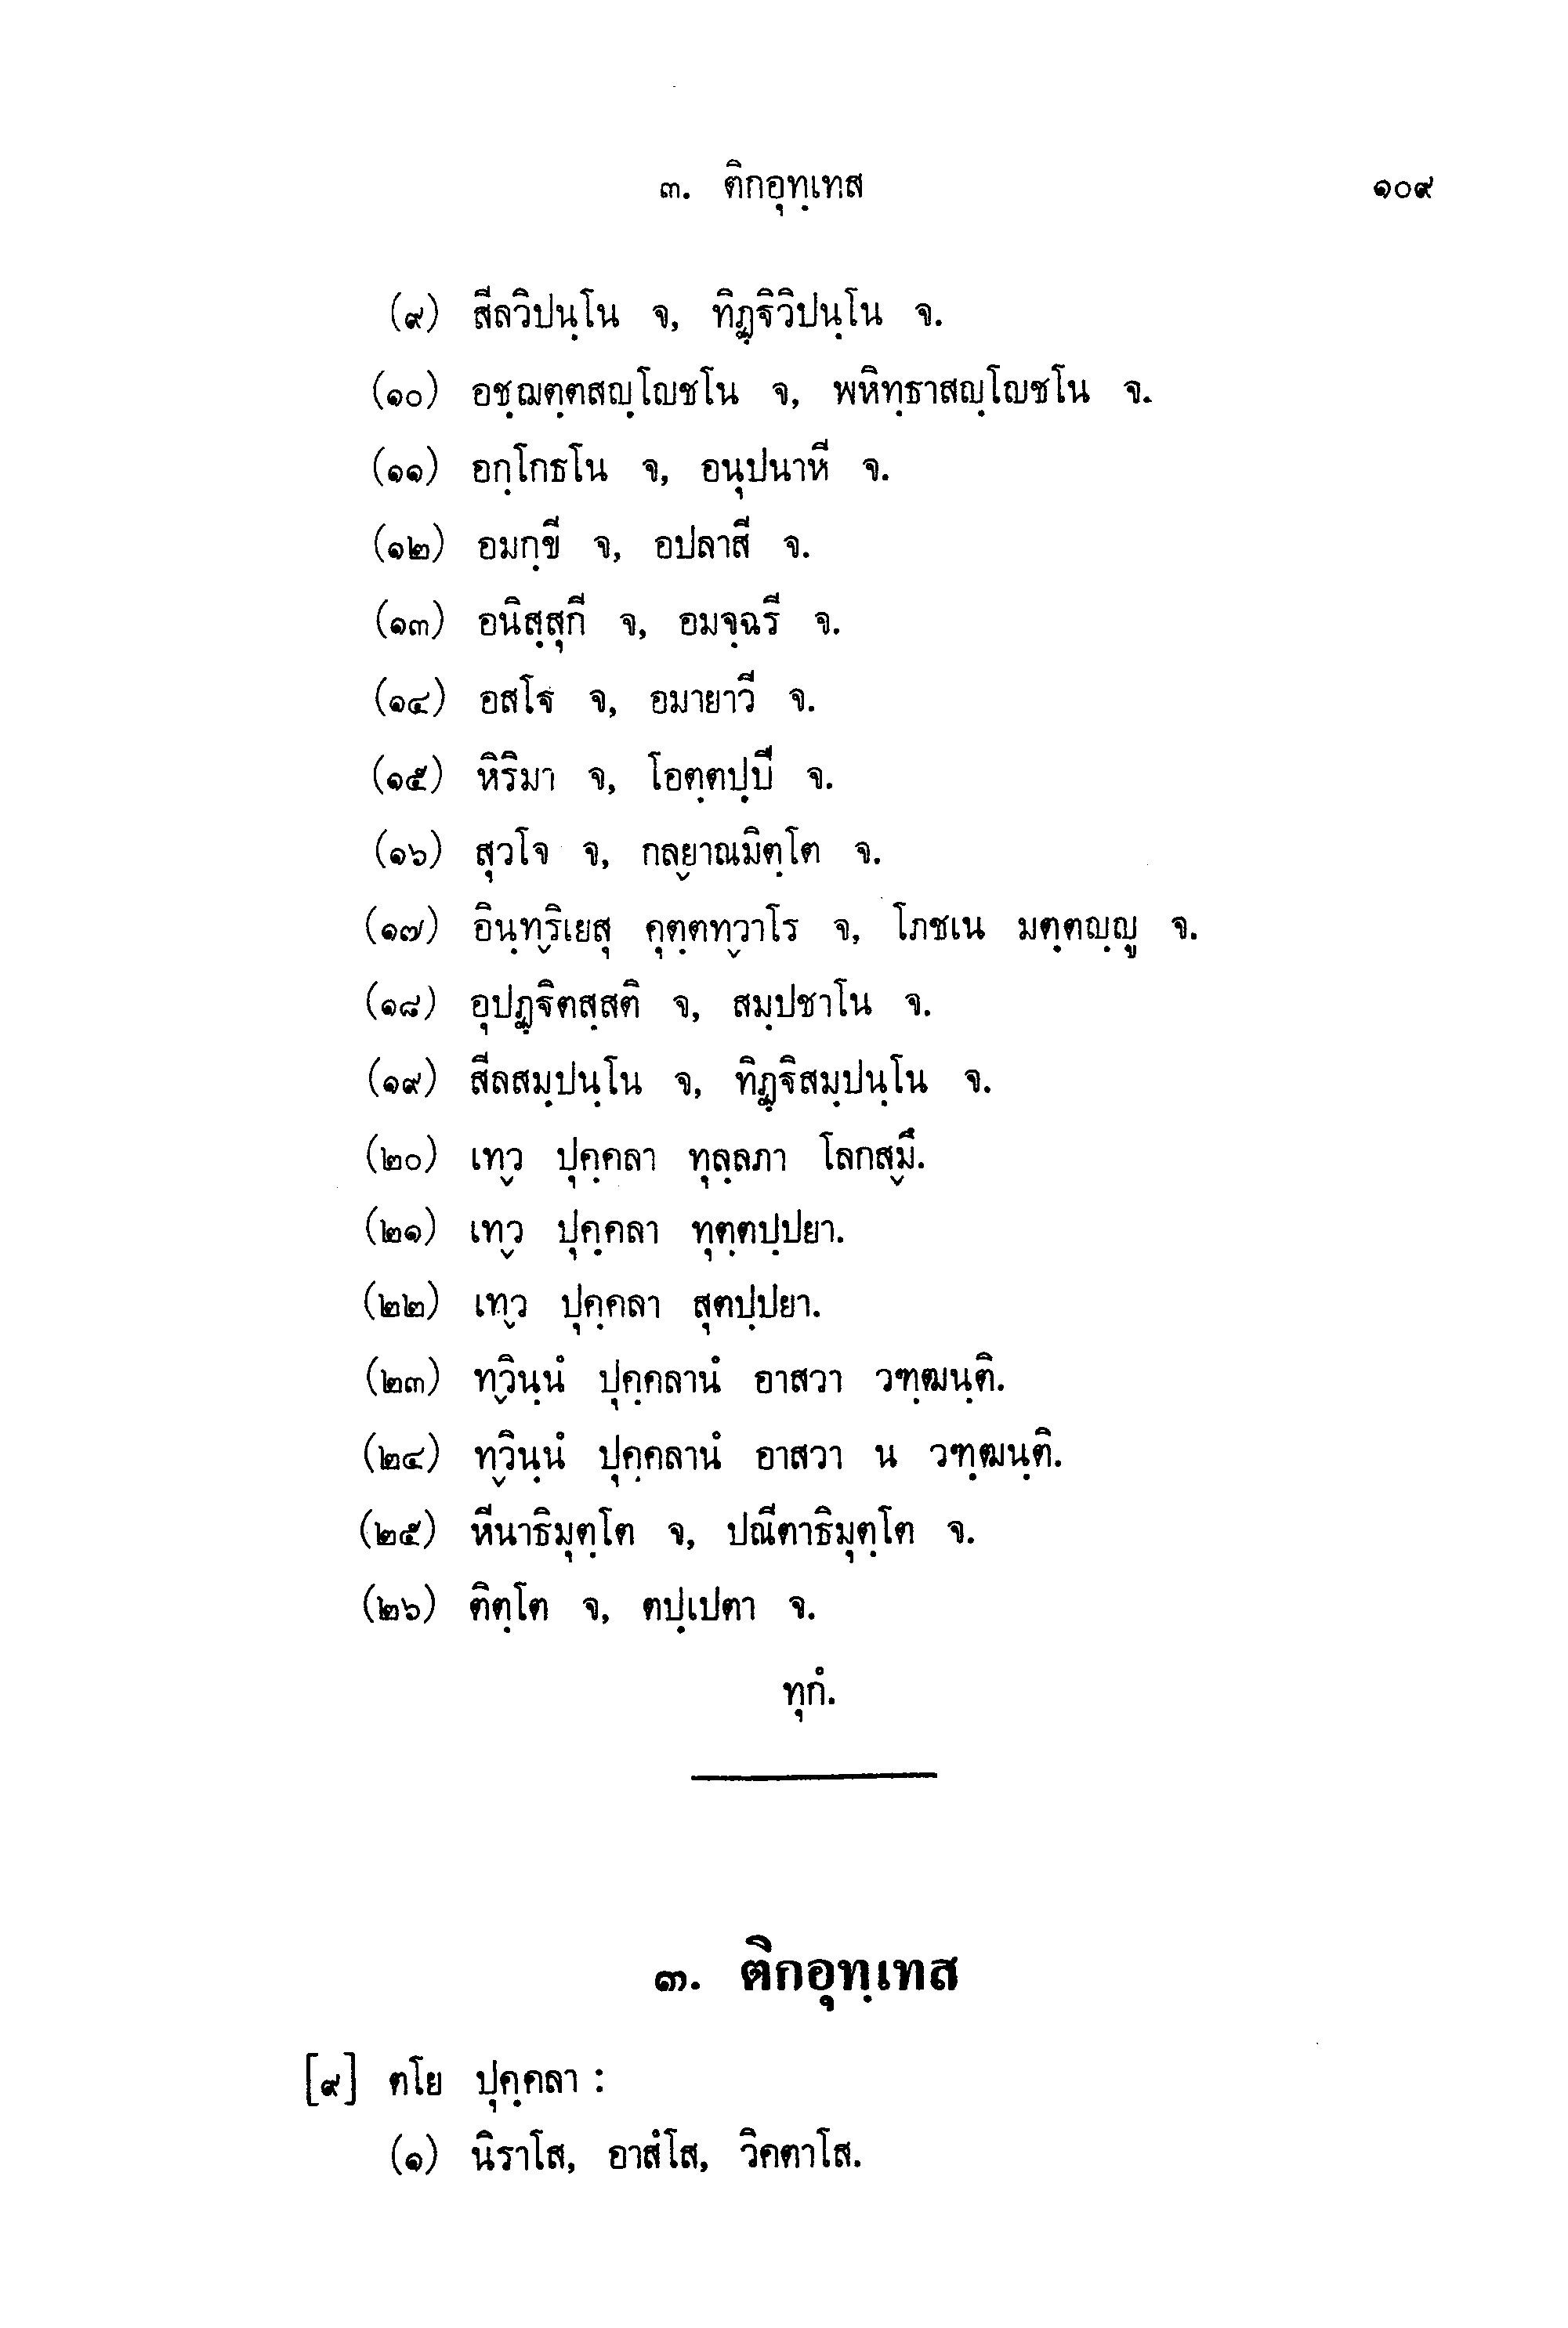 ๓. ติกอุทฺเทส ๑๐๙
(๙) สีลวิปนฺโน จ, ทิฏฺฐิวิปนฺโน จ.
(๑๐) อชฺฌตฺตสญฺโญชโน จ, พหิทฺธาสญฺโญชโน จ.
(๑๑) อกฺโกธโน จ, อนุปนาหี จ.
(๑๒) อมกฺขี จ, อปลาสี จ.
(๑๓) อนิสฺสุกี จ, อมจฺฉรี จ.
(๑๔) อสโฐ จ, อมายาวี จ.
(๑๕) หิริมา จ, โอตฺตปฺปี จ.
(๑๖) สุวโจ จ, กลฺยาณมิตฺโต จ.
(๑๗) อินฺทฺริเยสุ คุตฺตทฺวาโร จ, โภชเน มตฺตญฺญู จ.
(๑๘) อุปฏฺฐิตสฺสติ จ, สมฺปชาโน จ.
(๑๙) สีลสมฺปนฺโน จ, ทิฏฺฐิสมฺปนฺโน จ.
(๒๐) เทฺว ปุคฺคลา ทุลฺลภา โลกสฺมึ.
(๒๑) เทฺว ปุคฺคลา ทุตฺตปฺปยา.
(๒๒) เทฺว ปุคฺคลา สุตปฺปยา.
(๒๓) ทฺวินฺนํ ปุคฺคลานํ อาสวา วฑฺฒนฺติ.
(๒๔) ทฺวินฺนํ ปุคฺคลานํ อาสวา น วฑฺฒนฺติ.
(๒๕) หีนาธิมุตฺโต จ, ปณีตาธิมุตฺโต จ.
(๒๖) ติตฺโต จ, ตปฺเปตา จ.
ทุกํ.
๓. ติกอุทฺเทส
[๙] ตโย ปุคฺคลา :
(๑) นิราโส, อาสํโส, วิคตาโส.